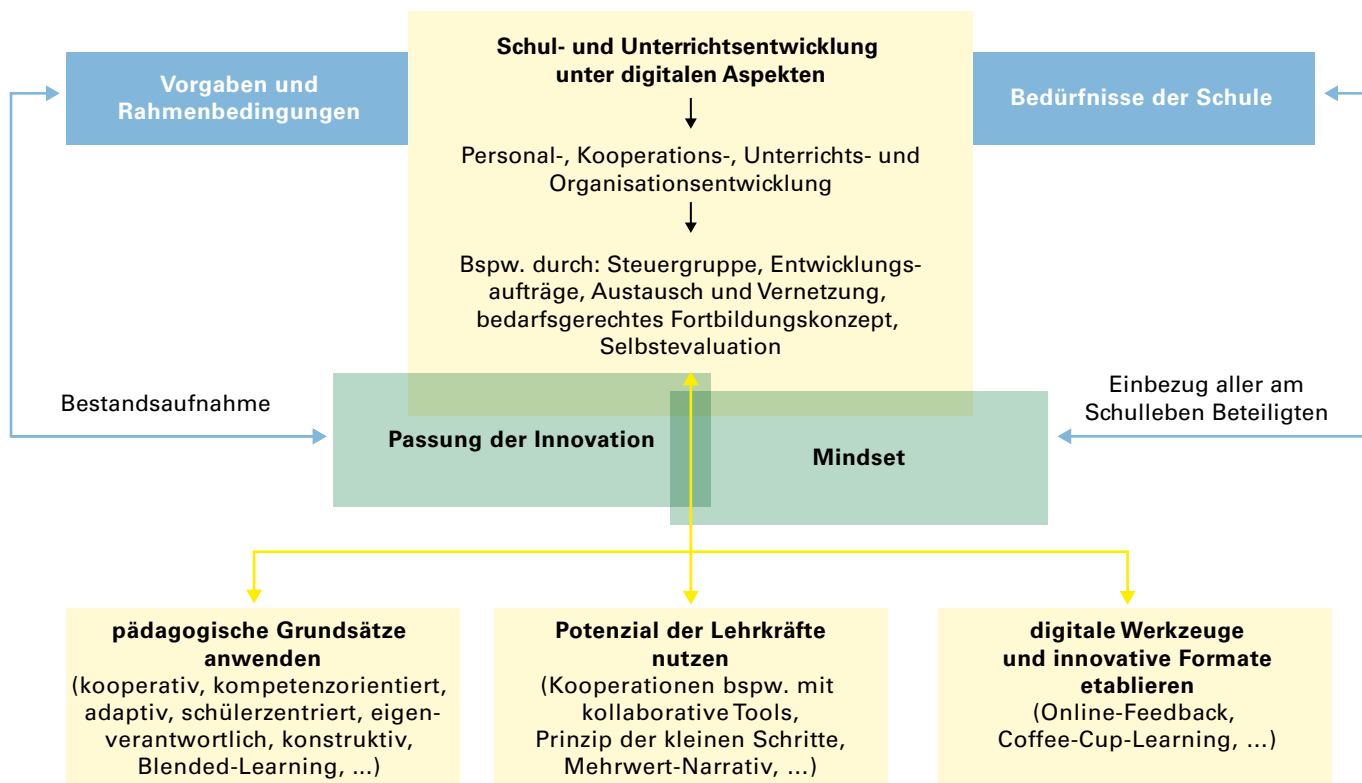 Schul- und Unterrichtsentwicklung
unter digitalen Aspekten
Vorgaben und
Rahmenbedingungen
Bedürfnisse der Schule
Personal-, Kooperations-, Unterrichts- und
Organisationsentwicklung
Bspw. durch: Steuergruppe, Entwicklungs-
aufträge, Austausch und Vernetzung,
bedarfsgerechtes Fortbildungskonzept,
Selbstevaluation
Bestandsaufnahme
Einbezug aller am
Schulleben Beteiligten
Passung der Innovation
Mindset
pädagogische Grundsätze
anwenden
(kooperativ, kompetenzorientiert,
adaptiv, schülerzentriert, eigen-
verantwortlich, konstruktiv,
Blended-Learning, ...)
Potenzial der Lehrkräfte
nutzen
(Kooperationen bspw. mit
kollaborative Tools,
Prinzip der kleinen Schritte,
Mehrwert-Narrativ, ...)
digitale Werkzeuge
und innovative Formate
etablieren
(Online-Feedback,
Coffee-Cup-Learning, ...)